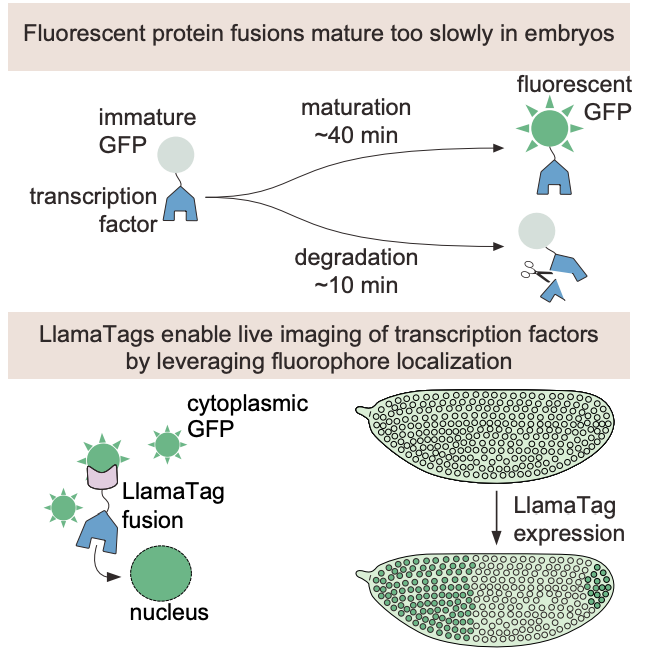 Fluorescent protein fusions mature too slowly in embryos
immature
GFP
transcription
factor
maturation
~40 min
fluorescent
GFP
degradation
~10 min
LlamaTags enable live imaging of transcription factors
by leveraging fluorophore localization
cytoplasmic
GFP
LlamaTag
fusion
nucleus
LlamaTag
expression